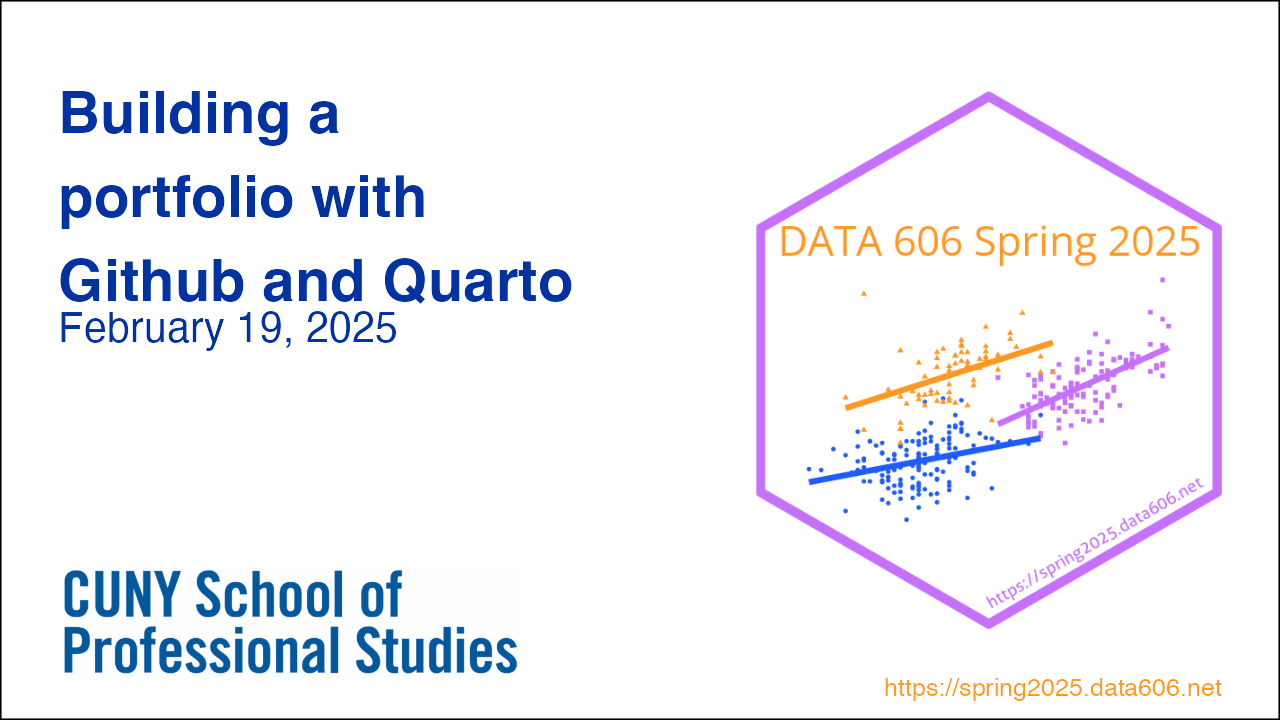 Building a
portfolio with
Github and Quarto
February 19, 2025
DATA 606 Spring 2025
https://spring2025.data606.net
CUNY School of
Professional Studies
https://spring2025.data606.net